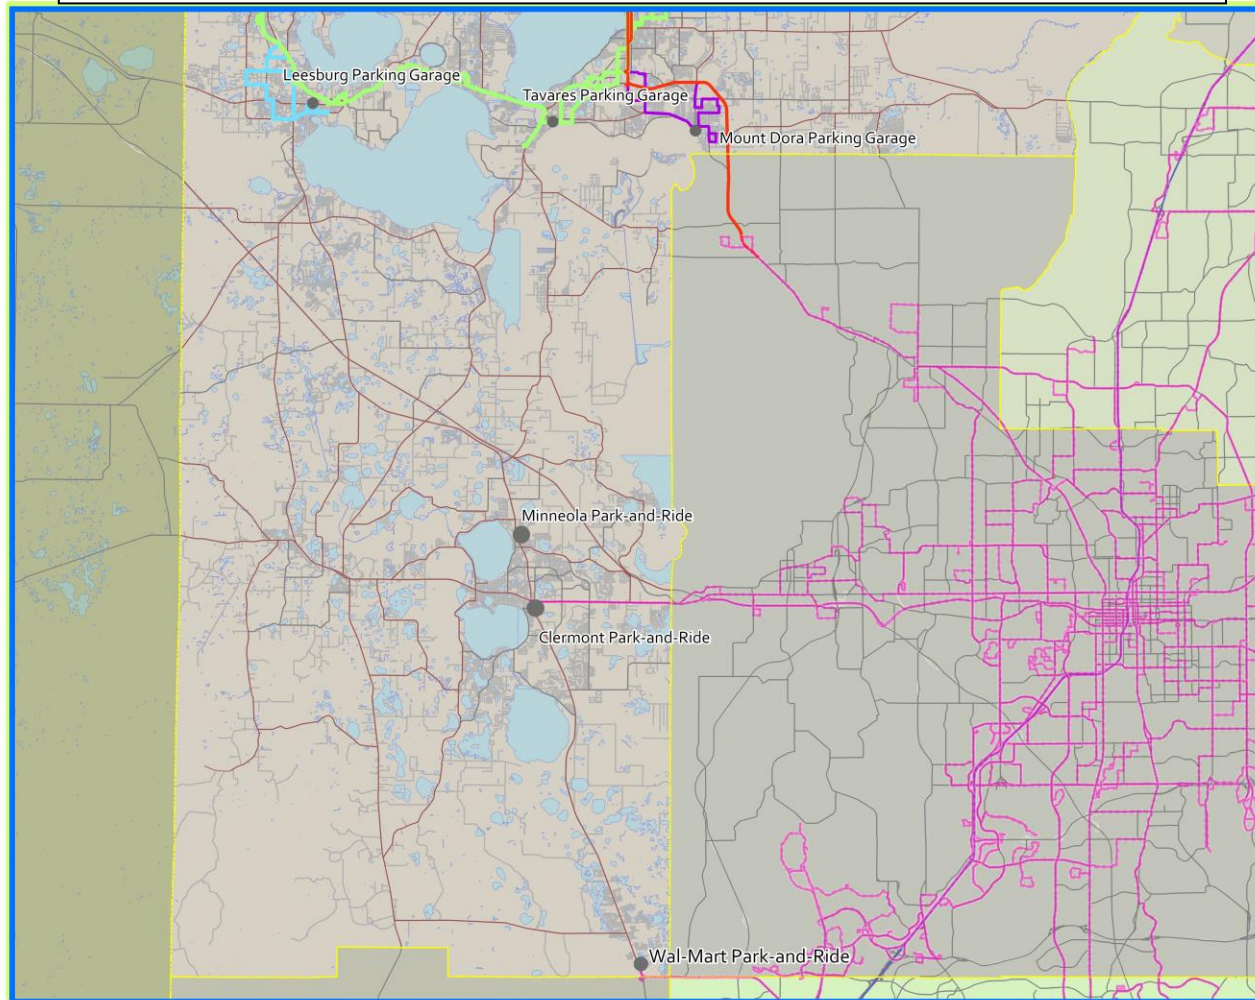 Leesburg Parking Garage
Tavares Parking Garage
Mount Dora Parking Garage
Minneola Park-and-Ride
Clermont Park-and-Ride
Wal-Mart Park-and-Ride